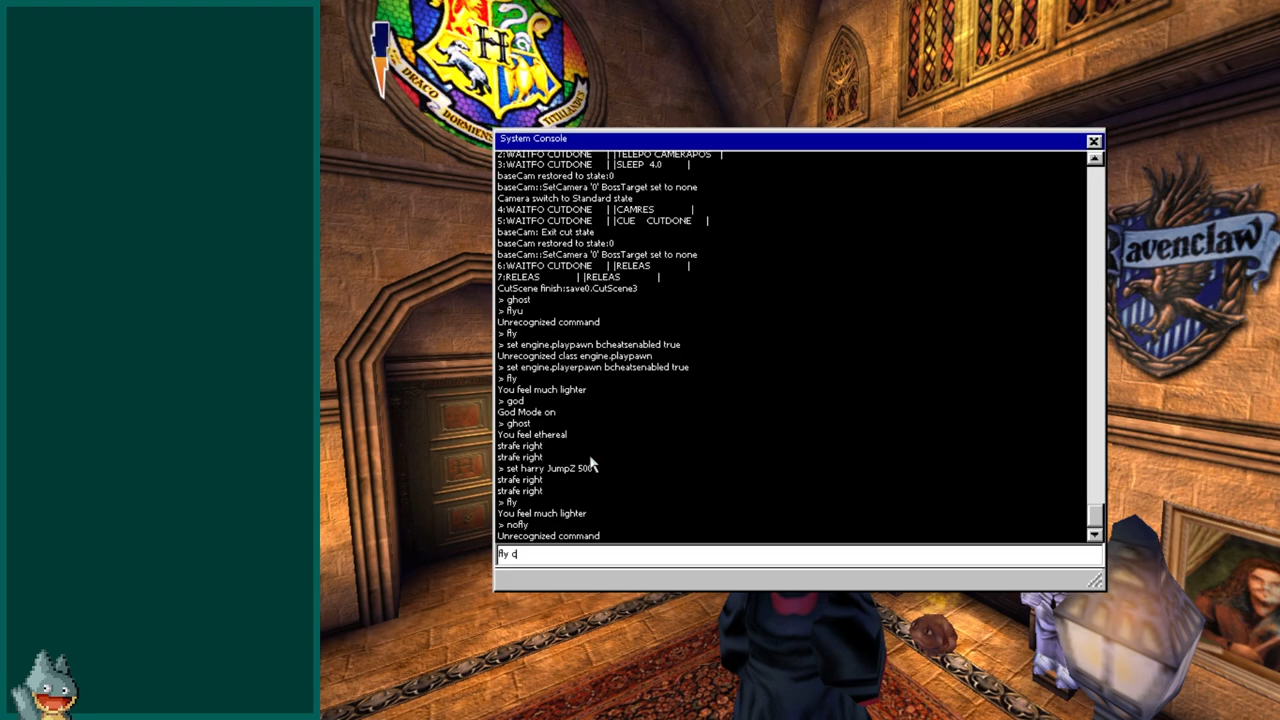 H
DRACO
DORMIENS
TITILLANDUS
Ravenclaw
System Console
2:WAITFO CUTDONE ||TELEPO CAMERAPOS |
3:WAITFO CUTDONE ||SLEEP 4.0 |
baseCam restored to state:0
baseCam::SetCamera '0' BossTarget set to none
Camera switch to Standard state
4:WAITFO CUTDONE ||CAMRES |
5:WAITFO CUTDONE ||CUE CUTDONE |
baseCam: Exit cut state
baseCam restored to state:0
baseCam::SetCamera '0' BossTarget set to none
6:WAITFO CUTDONE ||RELEAS |
7:RELEAS ||RELEAS |
CutScene finish:save0.CutScene3
> ghost
> flyu
Unrecognized command
> fly
> set engine.playpawn bcheatsenabled true
Unrecognized class engine.playpawn
> set engine.playerpawn bcheatsenabled true
> fly
You feel much lighter
> god
God Mode on
> ghost
You feel ethereal
strafe right
strafe right
> set harry JumpZ 500
strafe right
strafe right
> fly
You feel much lighter
> nofly
Unrecognized command
fly c